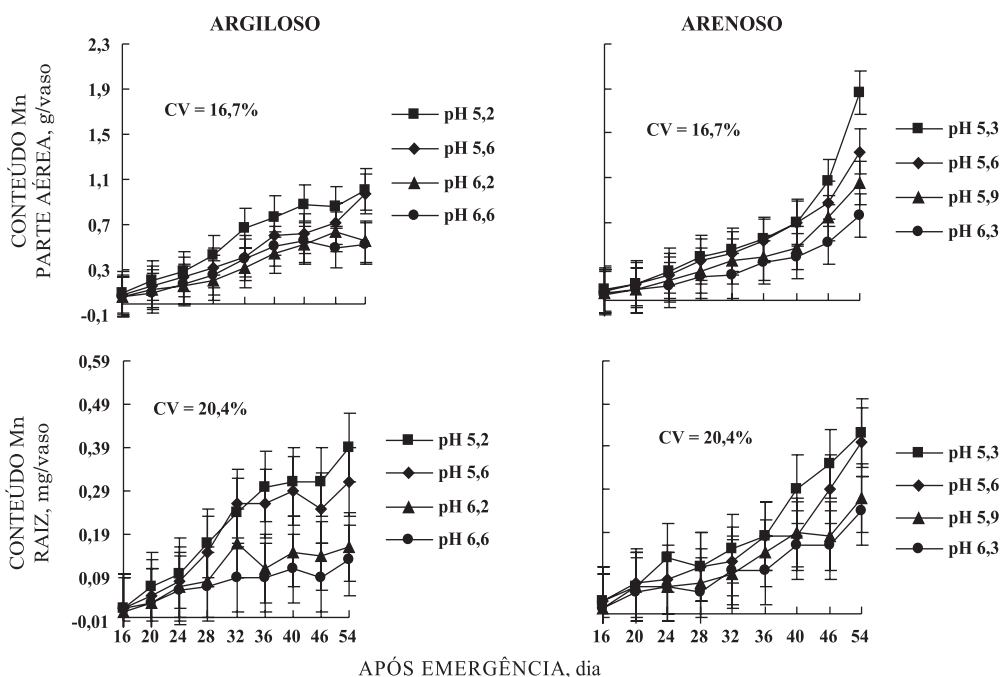 ARGILOSO
ARENOSO
CONTEÚDO Mn
PARTE AÉREA, g/vaso
2,3
1,9
1,5
1,1
0,7
0,3
-0,1
CV = 16,7%
pH 5,2
pH 5,6
pH 6,2
pH 6,6
CV = 16,7%
pH 5,3
pH 5,6
pH 5,9
pH 6,3
CONTEÚDO Mn
RAIZ, mg/vaso
0,59
0,49
0,39
0,29
0,19
0,09
-0,01
CV = 20,4%
pH 5,2
pH 5,6
pH 6,2
pH 6,6
16 20 24 28 32 36 40 46 54
CV = 20,4%
pH 5,3
pH 5,6
pH 5,9
pH 6,3
16 20 24 28 32 36 40 46 54
APÓS EMERGÊNCIA, dia